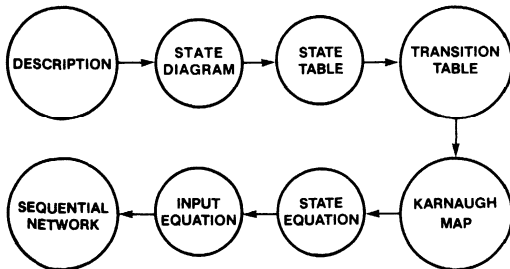 DESCRIPTION
STATE
DIAGRAM
STATE
TABLE
TRANSITION
TABLE
SEQUENTIAL
NETWORK
INPUT
EQUATION
STATE
EQUATION
KARNAUGH
MAP